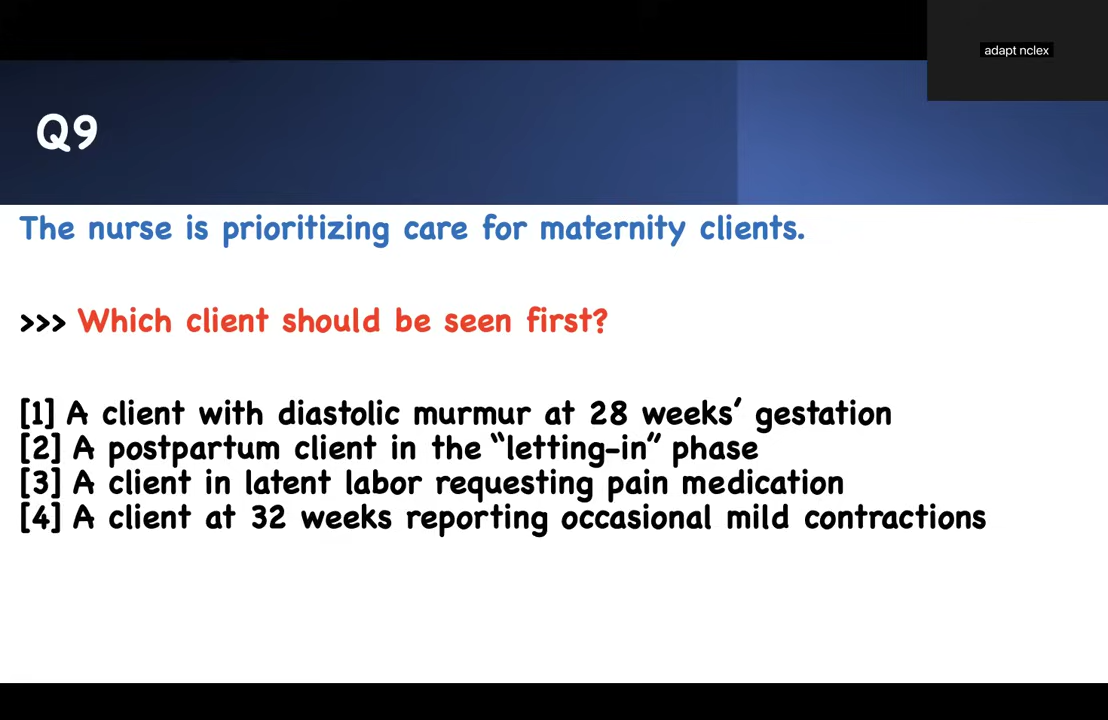 adapt nclex
Q9
The nurse is prioritizing care for maternity clients.
>>> Which client should be seen first?
[1] A client with diastolic murmur at 28 weeks’ gestation
[2] A postpartum client in the “letting-in” phase
[3] A client in latent labor requesting pain medication
[4] A client at 32 weeks reporting occasional mild contractions